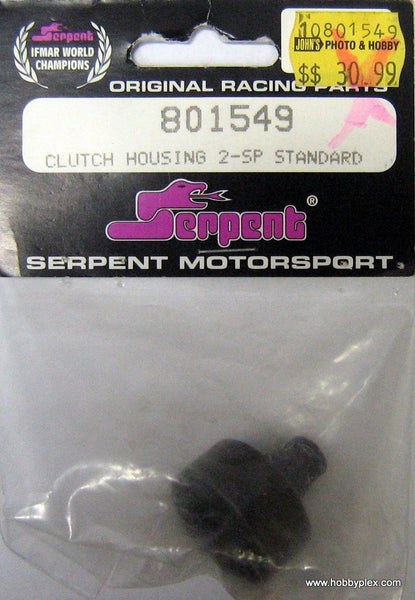 Serpent
IFMAR WORLD
CHAMPIONS
10801549
JOHN'S PHOTO & HOBBY
$$ 30.99
ORIGINAL RACING PARTS
801549
CLUTCH HOUSING 2-SP STANDARD
Serpent®
SERPENT MOTORSPORT
www.hobbyplex.com